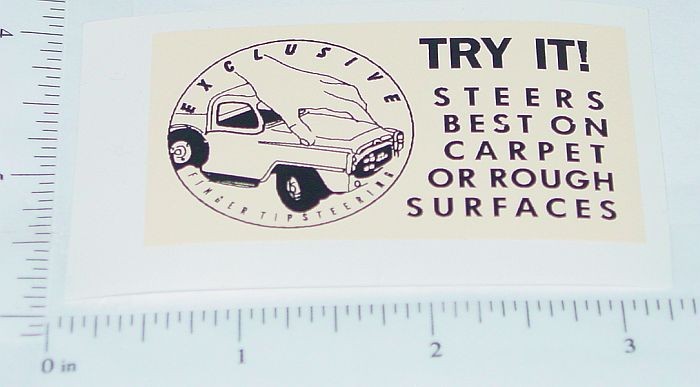 EXCLUSIVE
FINGER TIP STEERING
TRY IT!
STEERS
BEST ON
CARPET
OR ROUGH
SURFACES
4
0 in
1
2
3